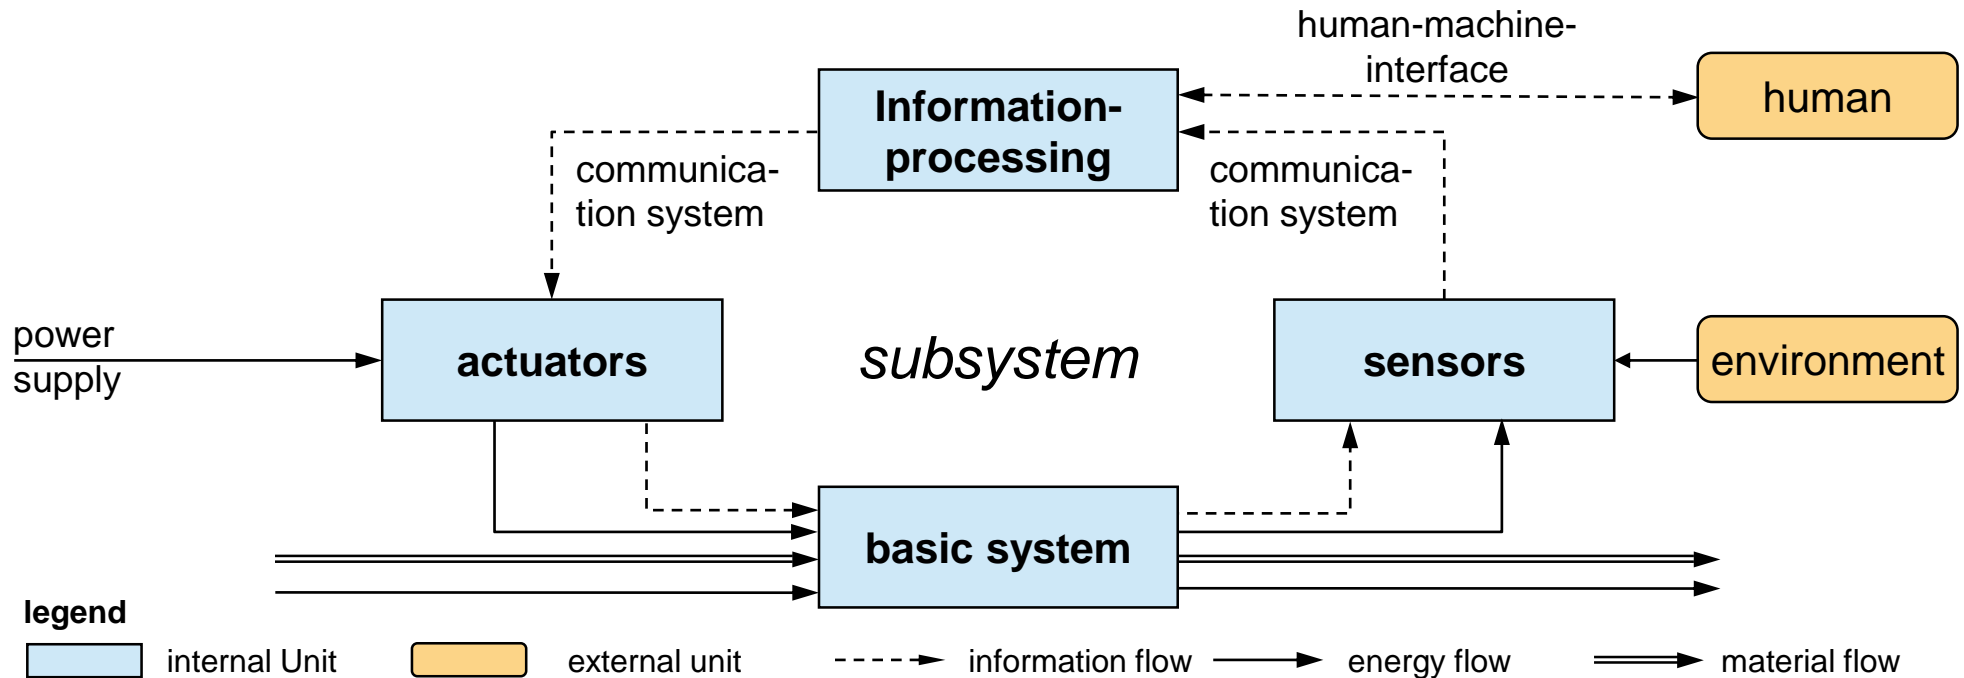 human-machine-
interface
human
Information-
processing
communica-
tion system
communica-
tion system
power
supply
actuators
subsystem
sensors
environment
basic system
legend
internal Unit
external unit
information flow
energy flow
material flow